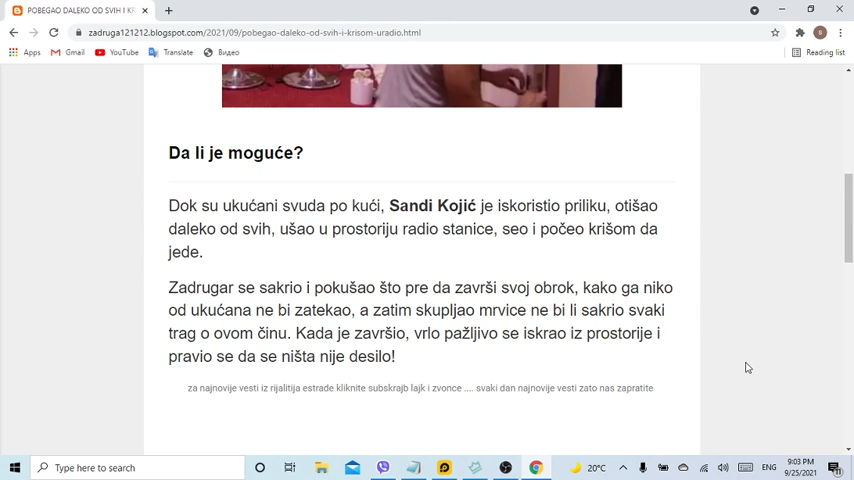 POBEGAO DALEKO OD SVIH I KR
zadruga121212.blogspot.com/2021/09/pobegao-daleko-od-svih-i-krisom-uradio.html
B
Apps Gmail YouTube Translate Видео Reading list
Da li je moguće?
Dok su ukućani svuda po kući, Sandi Kojić je iskoristio priliku, otišao
daleko od svih, ušao u prostoriju radio stanice, seo i počeo krišom da
jede.
Zadrugar se sakrio i pokušao što pre da završi svoj obrok, kako ga niko
od ukućana ne bi zatekao, a zatim skupljao mrvice ne bi li sakrio svaki
trag o ovom činu. Kada je završio, vrlo pažljivo se iskrao iz prostorije i
pravio se da se ništa nije desilo!
za najnovije vesti iz rijalitija estrade kliknite subskrajb lajk i zvonce .... svaki dan najnovije vesti zato nas zapratite
Type here to search
20°C
ENG
9:03 PM
9/25/2021